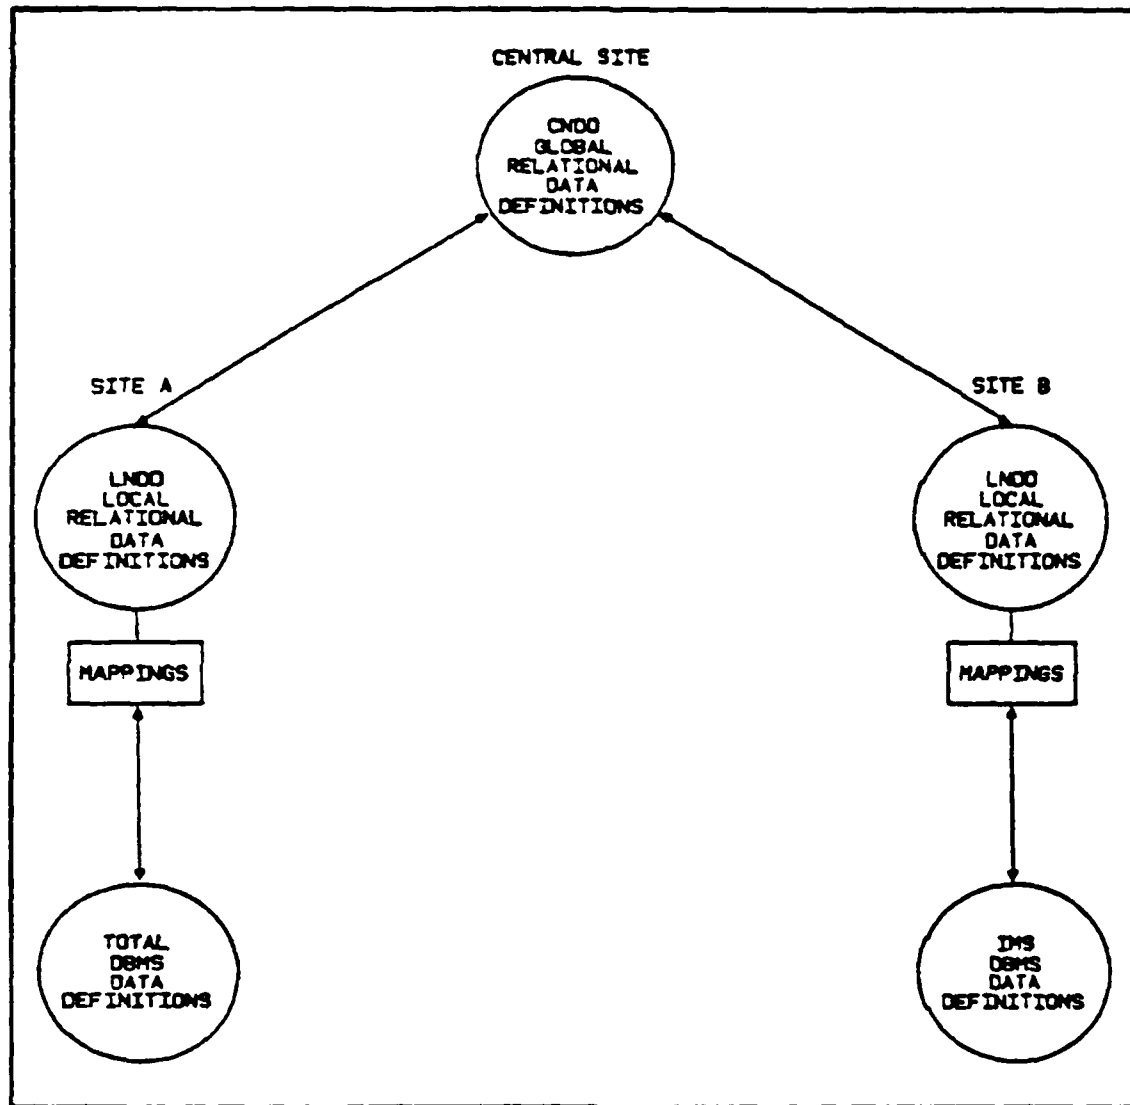 CENTRAL SITE
CNDD
GLOBAL
RELATIONAL
DATA
DEFINITIONS
SITE A
SITE B
LNDD
LOCAL
RELATIONAL
DATA
DEFINITIONS
LNDD
LOCAL
RELATIONAL
DATA
DEFINITIONS
MAPPINGS
MAPPINGS
TOTAL
DBMS
DATA
DEFINITIONS
IMS
DBMS
DATA
DEFINITIONS